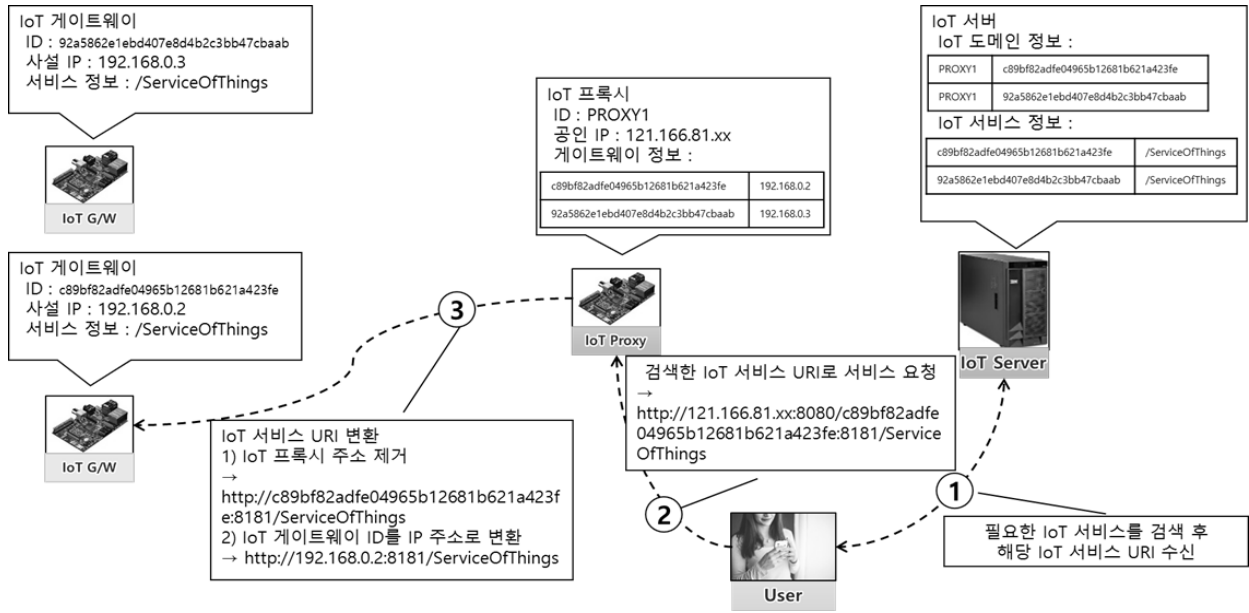 IoT 게이트웨이
ID : 92a5862e1ebd407e8d4b2c3bb47cbaab
사설 IP : 192.168.0.3
서비스 정보 : /ServiceOfThings
IoT G/W
IoT 게이트웨이
ID : c89bf82adfe04965b12681b621a423fe
사설 IP : 192.168.0.2
서비스 정보 : /ServiceOfThings
IoT G/W
IoT 프록시
ID : PROXY1
공인 IP : 121.166.81.xx
게이트웨이 정보 :
c89bf82adfe04965b12681b621a423fe 192.168.0.2
92a5862e1ebd407e8d4b2c3bb47cbaab 192.168.0.3
IoT Proxy
IoT 서버
IoT 도메인 정보 :
PROXY1 c89bf82adfe04965b12681b621a423fe
PROXY1 92a5862e1ebd407e8d4b2c3bb47cbaab
IoT 서비스 정보 :
c89bf82adfe04965b12681b621a423fe /ServiceOfThings
92a5862e1ebd407e8d4b2c3bb47cbaab /ServiceOfThings
IoT Server
3
IoT 서비스 URI 변환
1) IoT 프록시 주소 제거
→
http://c89bf82adfe04965b12681b621a423f
e:8181/ServiceOfThings
2) IoT 게이트웨이 ID를 IP 주소로 변환
→ http://192.168.0.2:8181/ServiceOfThings
검색한 IoT 서비스 URI로 서비스 요청
→
http://121.166.81.xx:8080/c89bf82adfe
04965b12681b621a423fe:8181/Service
OfThings
2
1
필요한 IoT 서비스를 검색 후
해당 IoT 서비스 URI 수신
User